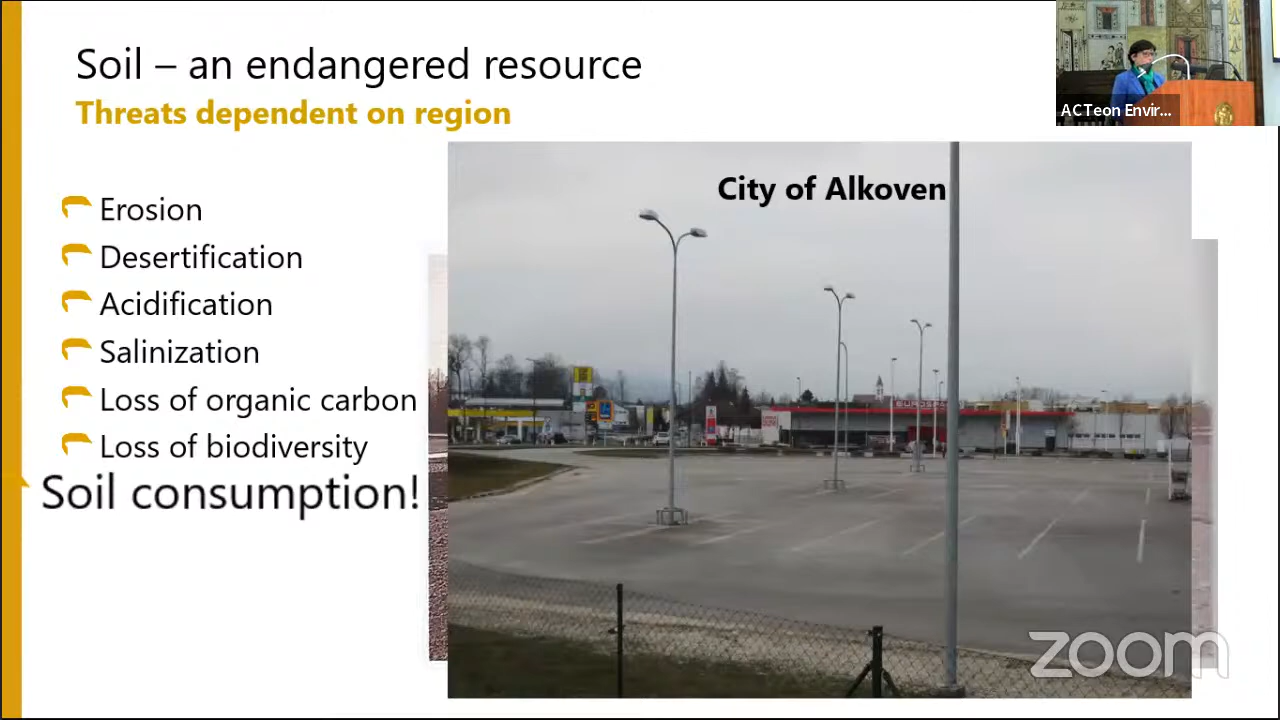 Soil – an endangered resource
Threats dependent on region
ACTeon Envir...
City of Alkoven
Erosion
Desertification
Acidification
Salinization
Loss of organic carbon
Loss of biodiversity
Soil consumption!
EUROSPAR
zoom